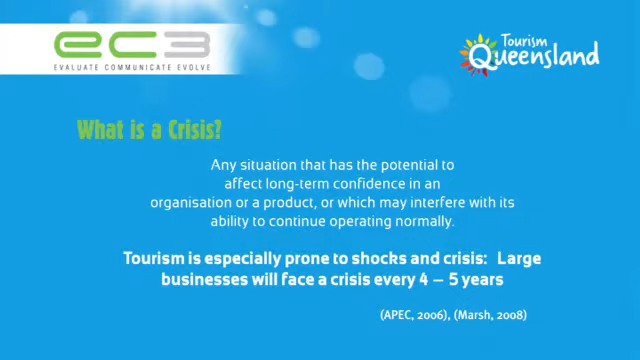 ec3
EVALUATE COMMUNICATE EVOLVE
Tourism
Queensland
What is a Crisis?
Any situation that has the potential to
affect long-term confidence in an
organisation or a product, or which may interfere with its
ability to continue operating normally.
Tourism is especially prone to shocks and crisis: Large
businesses will face a crisis every 4 – 5 years
(APEC, 2006), (Marsh, 2008)